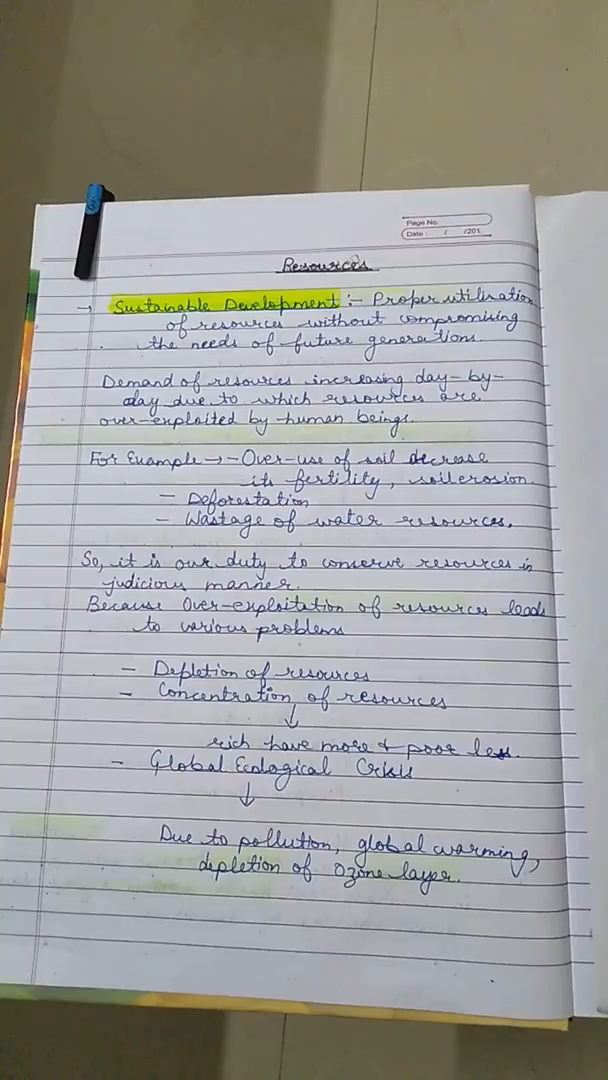 Page No.
Date : / /201
Resources
→ Sustainable Development :- Proper utilisation
of resources without compromising
the needs of future generations.
Demand of resources increasing day-by-
day due to which resources are
over-exploited by human beings.
For Example → - Over-use of soil decrease
its fertility, soil erosion.
- Deforestation
- Wastage of water resources.
So, it is our duty to conserve resources in
judicious manner.
Because Over-exploitation of resources leads
to various problems
- Depletion of resources
- Concentration of resources
↓
rich have more & poor less.
- Global Ecological Crisis
↓
Due to pollution, global warming,
depletion of Ozone layer.